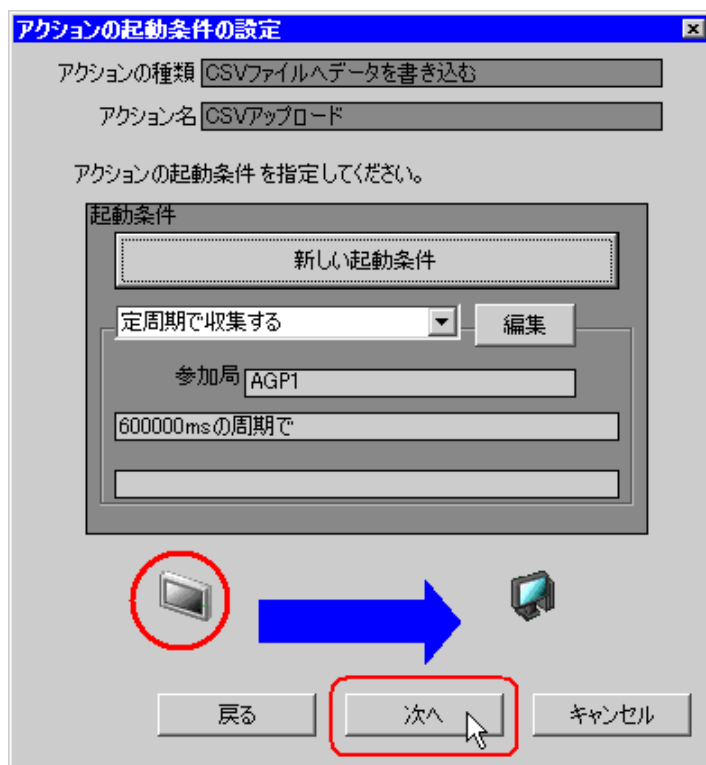 アクションの起動条件の設定
アクションの種類 CSVファイルへデータを書き込む
アクション名 CSVアップロード
アクションの起動条件を指定してください。
起動条件
新しい起動条件
定周期で収集する 編集
参加局 AGP1
600000msの周期で
戻る 次へ キャンセル